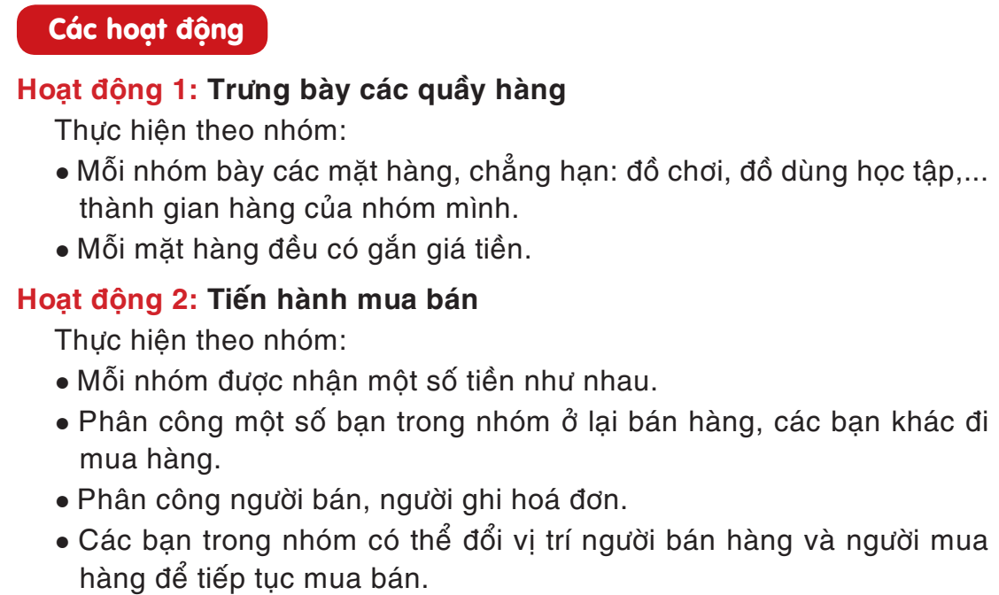 Các hoạt động
Hoạt động 1: Trưng bày các quầy hàng
Thực hiện theo nhóm:
● Mỗi nhóm bày các mặt hàng, chẳng hạn: đồ chơi, đồ dùng học tập,...
thành gian hàng của nhóm mình.
● Mỗi mặt hàng đều có gắn giá tiền.
Hoạt động 2: Tiến hành mua bán
Thực hiện theo nhóm:
● Mỗi nhóm được nhận một số tiền như nhau.
● Phân công một số bạn trong nhóm ở lại bán hàng, các bạn khác đi
mua hàng.
● Phân công người bán, người ghi hoá đơn.
● Các bạn trong nhóm có thể đổi vị trí người bán hàng và người mua
hàng để tiếp tục mua bán.